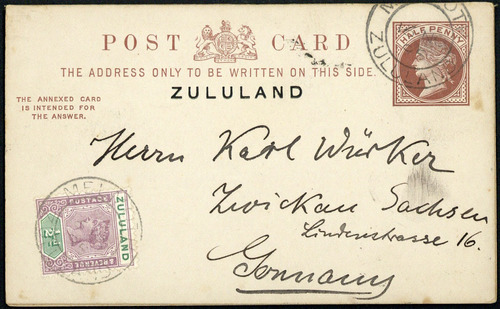 POST CARD
THE ADDRESS ONLY TO BE WRITTEN ON THIS SIDE.
ZULULAND
HALF PENNY
ZULULAND
THE ANNEXED CARD
IS INTENDED FOR
THE ANSWER.
Herrn Karl Würker
Zwickau Sachsen
Lindenstrasse 16.
Germany
POSTAGE
ZULULAND
& REVENUE
1/2d